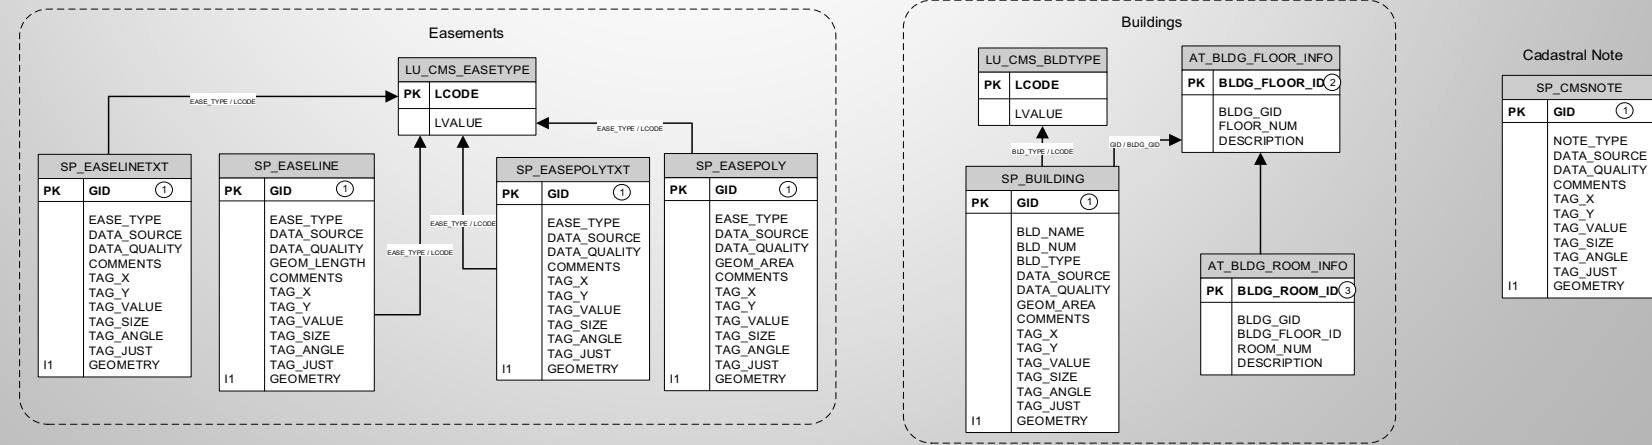 Easements
LU_CMS_EASETYPE
PK LCODE
LVALUE
EASE_TYPE / LCODE
EASE_TYPE / LCODE
EASE_TYPE / LCODE
EASE_TYPE / LCODE
SP_EASELINETXT
PK GID 1
EASE_TYPE
DATA_SOURCE
DATA_QUALITY
COMMENTS
TAG_X
TAG_Y
TAG_VALUE
TAG_SIZE
TAG_ANGLE
TAG_JUST
I1 GEOMETRY
SP_EASELINE
PK GID 1
EASE_TYPE
DATA_SOURCE
DATA_QUALITY
GEOM_LENGTH
COMMENTS
TAG_X
TAG_Y
TAG_VALUE
TAG_SIZE
TAG_ANGLE
TAG_JUST
I1 GEOMETRY
SP_EASEPOLYTXT
PK GID 1
EASE_TYPE
DATA_SOURCE
DATA_QUALITY
COMMENTS
TAG_X
TAG_Y
TAG_VALUE
TAG_SIZE
TAG_ANGLE
TAG_JUST
I1 GEOMETRY
SP_EASEPOLY
PK GID 1
EASE_TYPE
DATA_SOURCE
DATA_QUALITY
GEOM_AREA
COMMENTS
TAG_X
TAG_Y
TAG_VALUE
TAG_SIZE
TAG_ANGLE
TAG_JUST
I1 GEOMETRY
Buildings
LU_CMS_BLDTYPE
PK LCODE
LVALUE
BLD_TYPE / LCODE
GID / BLDG_GID
AT_BLDG_FLOOR_INFO
PK BLDG_FLOOR_ID 2
BLDG_GID
FLOOR_NUM
DESCRIPTION
SP_BUILDING
PK GID 1
BLD_NAME
BLD_NUM
BLD_TYPE
DATA_SOURCE
DATA_QUALITY
GEOM_AREA
COMMENTS
TAG_X
TAG_Y
TAG_VALUE
TAG_SIZE
TAG_ANGLE
TAG_JUST
I1 GEOMETRY
AT_BLDG_ROOM_INFO
PK BLDG_ROOM_ID 3
BLDG_GID
BLDG_FLOOR_ID
ROOM_NUM
DESCRIPTION
Cadastral Note
SP_CMSNOTE
PK GID 1
NOTE_TYPE
DATA_SOURCE
DATA_QUALITY
COMMENTS
TAG_X
TAG_Y
TAG_VALUE
TAG_SIZE
TAG_ANGLE
TAG_JUST
I1 GEOMETRY